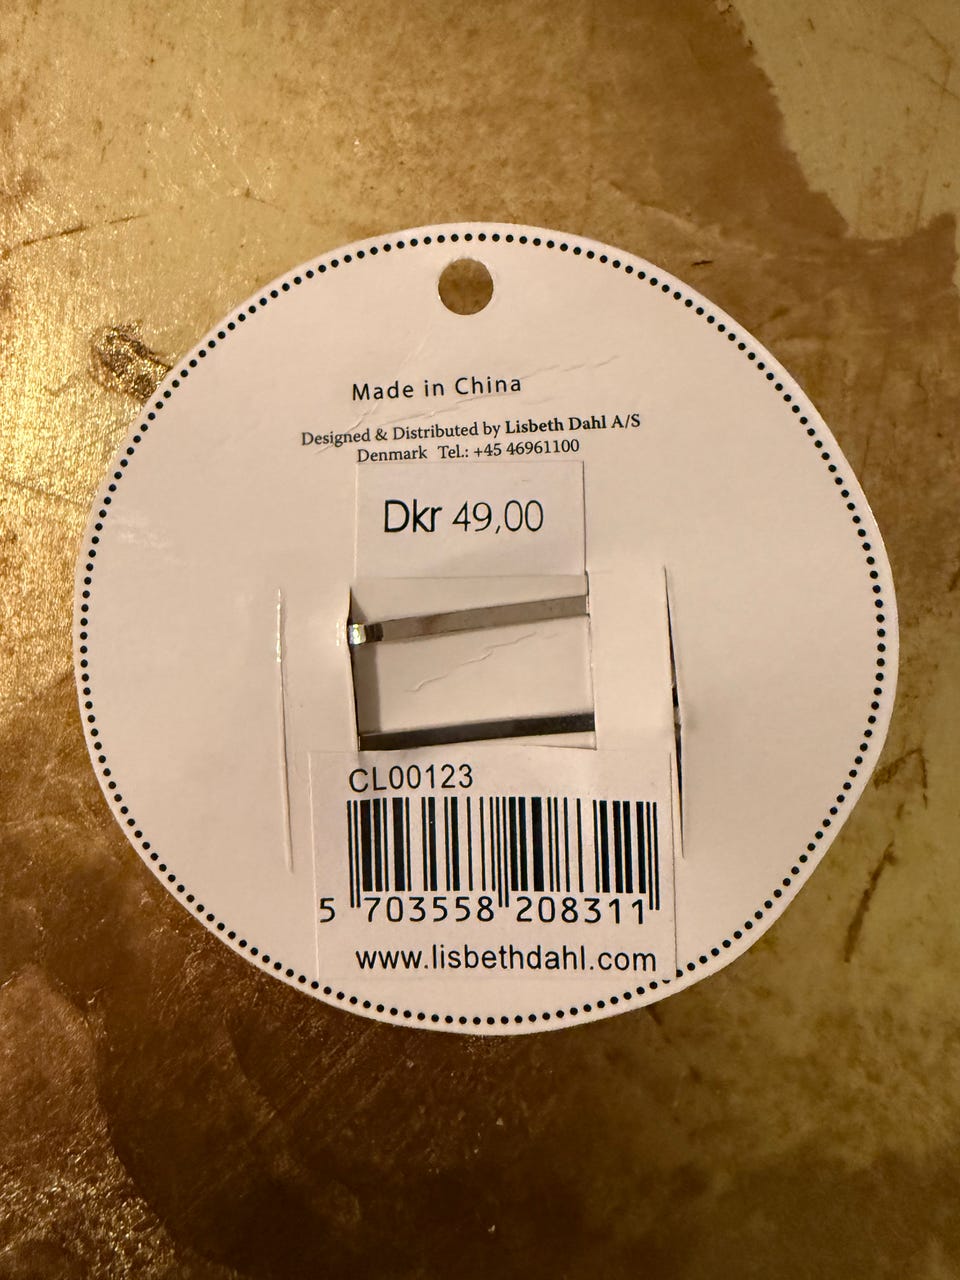 Made in China
Designed & Distributed by Lisbeth Dahl A/S
Denmark Tel.: +45 46961100
Dkr 49,00
CL00123
5 703558 208311
www.lisbethdahl.com